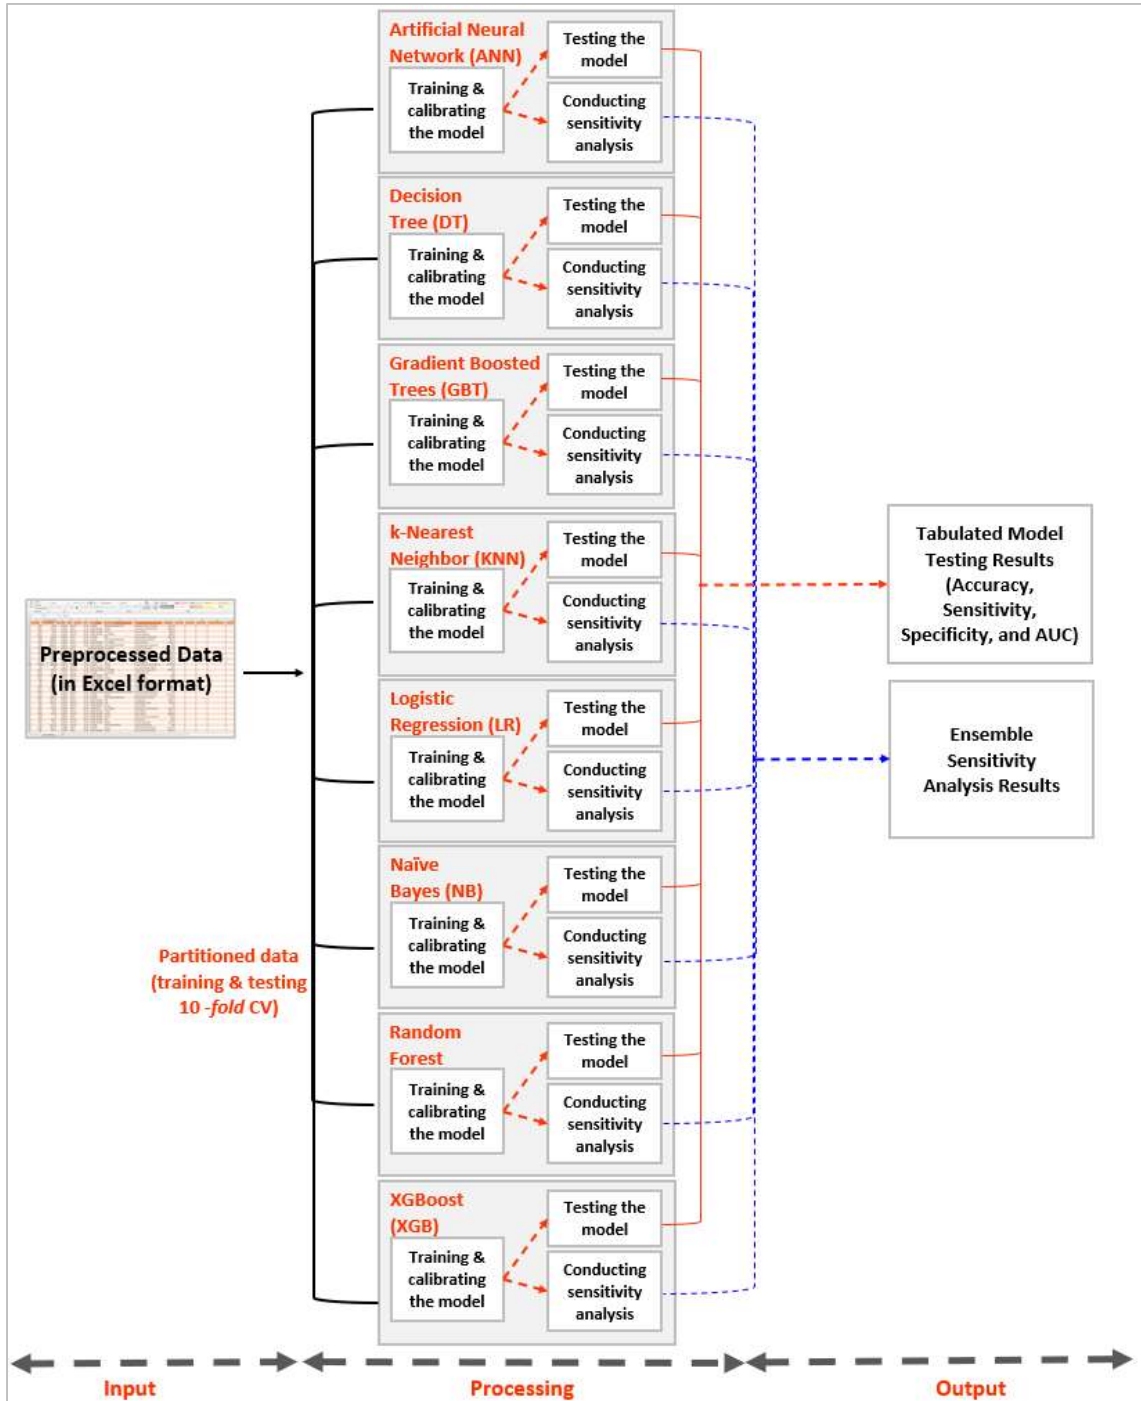 Artificial Neural
Network (ANN)
Training &
calibrating
the model
Testing the
model
Conducting
sensitivity
analysis
Decision
Tree (DT)
Training &
calibrating
the model
Testing the
model
Conducting
sensitivity
analysis
Gradient Boosted
Trees (GBT)
Training &
calibrating
the model
Testing the
model
Conducting
sensitivity
analysis
k-Nearest
Neighbor (KNN)
Training &
calibrating
the model
Testing the
model
Conducting
sensitivity
analysis
Logistic
Regression (LR)
Training &
calibrating
the model
Testing the
model
Conducting
sensitivity
analysis
Naïve
Bayes (NB)
Training &
calibrating
the model
Testing the
model
Conducting
sensitivity
analysis
Random
Forest
Training &
calibrating
the model
Testing the
model
Conducting
sensitivity
analysis
XGBoost
(XGB)
Training &
calibrating
the model
Testing the
model
Conducting
sensitivity
analysis
Preprocessed Data
(in Excel format)
Partitioned data
(training & testing
10 -fold CV)
Tabulated Model
Testing Results
(Accuracy,
Sensitivity,
Specificity, and AUC)
Ensemble
Sensitivity
Analysis Results
Input
Processing
Output